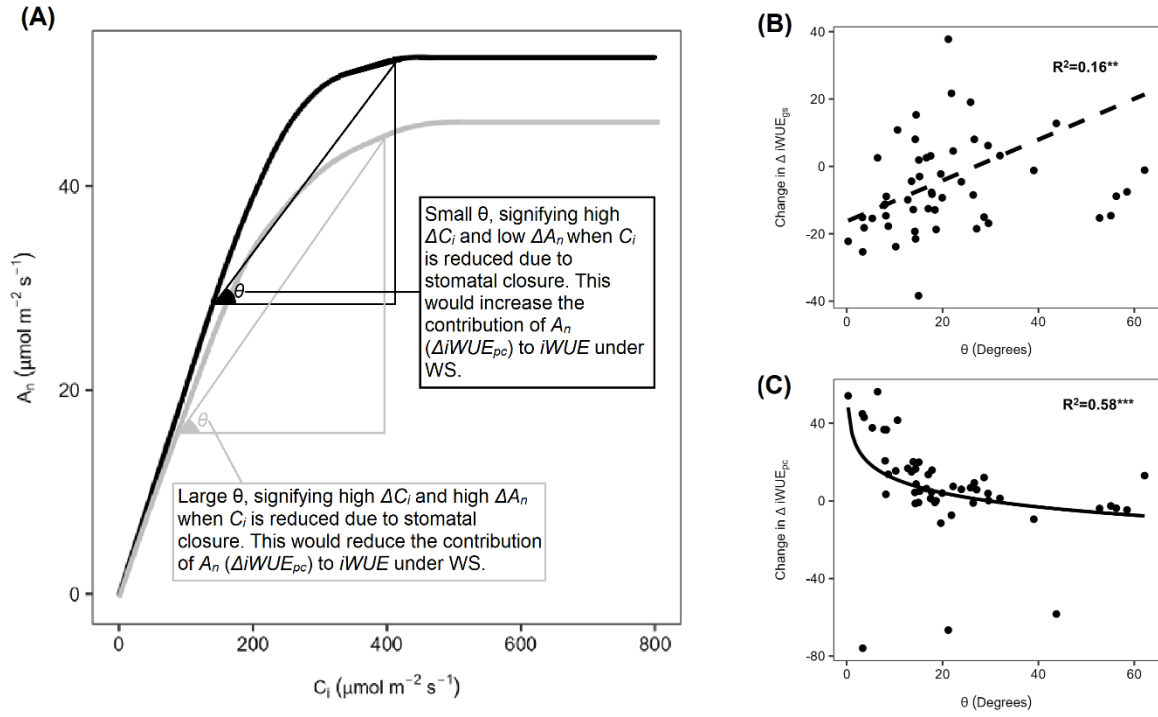 (A)
A_n (µmol m⁻² s⁻¹)
40
20
0
θ
Small θ, signifying high
ΔC_i and low ΔA_n when C_i
is reduced due to
stomatal closure. This
would increase the
contribution of A_n
(ΔiWUE_pc) to iWUE under
WS.
θ
Large θ, signifying high ΔC_i and high ΔA_n
when C_i is reduced due to stomatal
closure. This would reduce the contribution
of A_n (ΔiWUE_pc) to iWUE under WS.
0 200 400 600 800
C_i (µmol m⁻² s⁻¹)
(B)
Change in Δ iWUE_gs
40
20
0
-20
-40
R²=0.16**
0 20 40 60
θ (Degrees)
(C)
Change in Δ iWUE_pc
40
0
-40
-80
R²=0.58***
0 20 40 60
θ (Degrees)